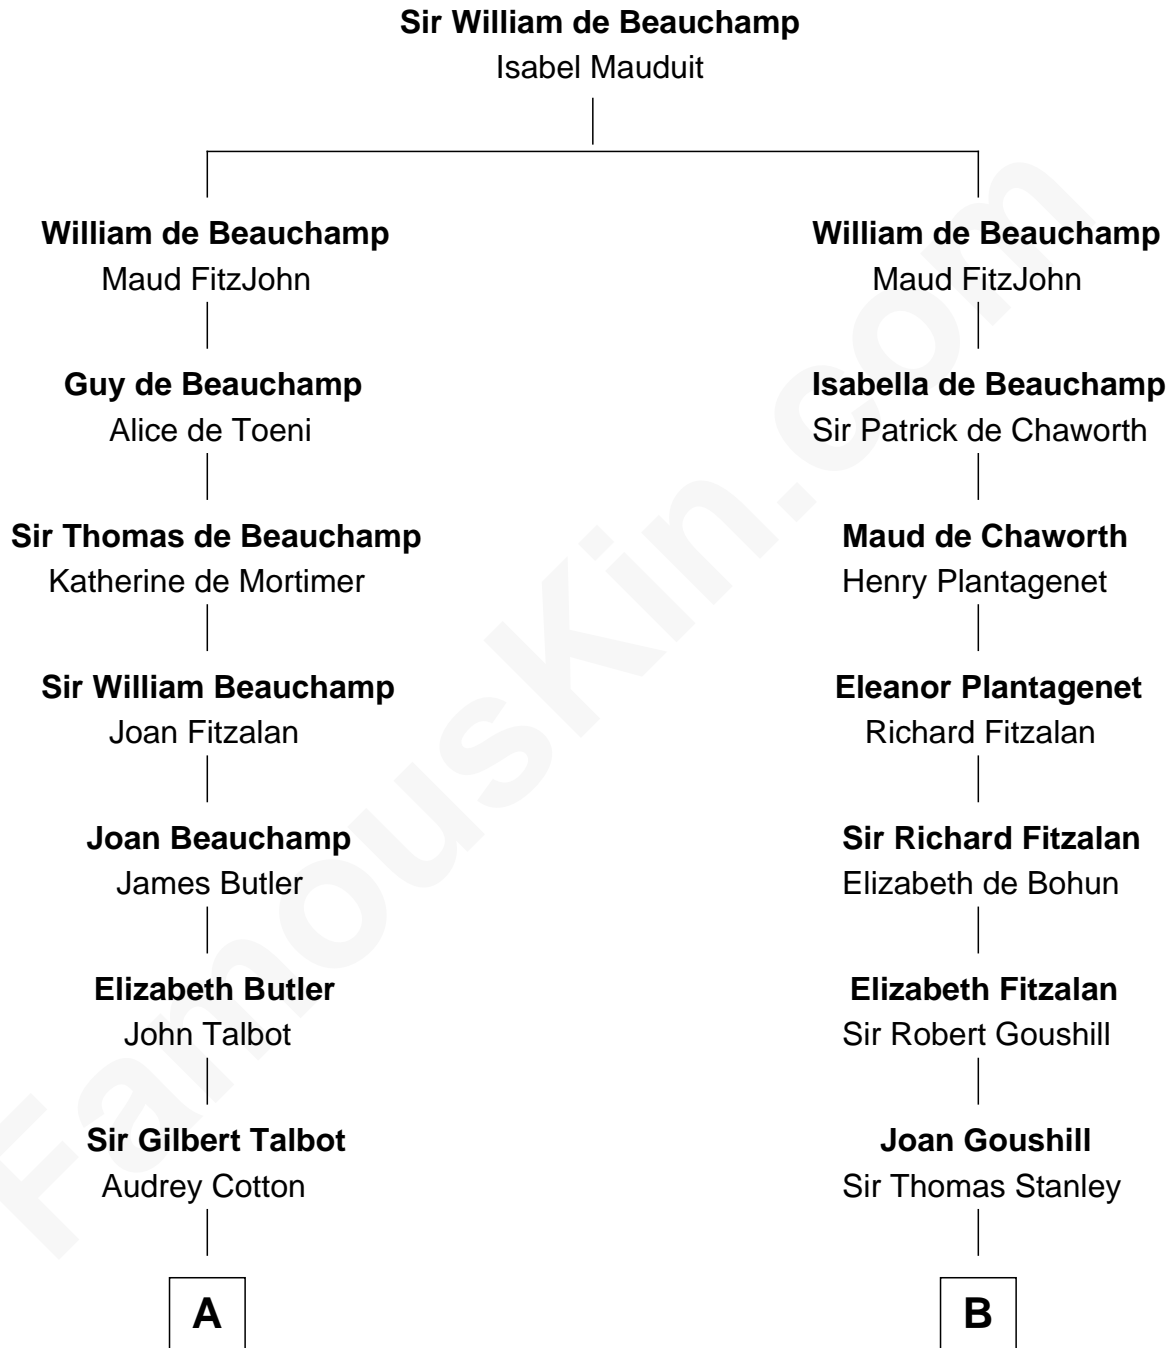 Sir William de Beauchamp
Isabel Mauduit
William de Beauchamp
Maud FitzJohn
Guy de Beauchamp
Alice de Toeni
Sir Thomas de Beauchamp
Katherine de Mortimer
Sir William Beauchamp
Joan Fitzalan
Joan Beauchamp
James Butler
Elizabeth Butler
John Talbot
Sir Gilbert Talbot
Audrey Cotton
A
William de Beauchamp
Maud FitzJohn
Isabella de Beauchamp
Sir Patrick de Chaworth
Maud de Chaworth
Henry Plantagenet
Eleanor Plantagenet
Richard Fitzalan
Sir Richard Fitzalan
Elizabeth de Bohun
Elizabeth Fitzalan
Sir Robert Goushill
Joan Goushill
Sir Thomas Stanley
B
FamousKin.com